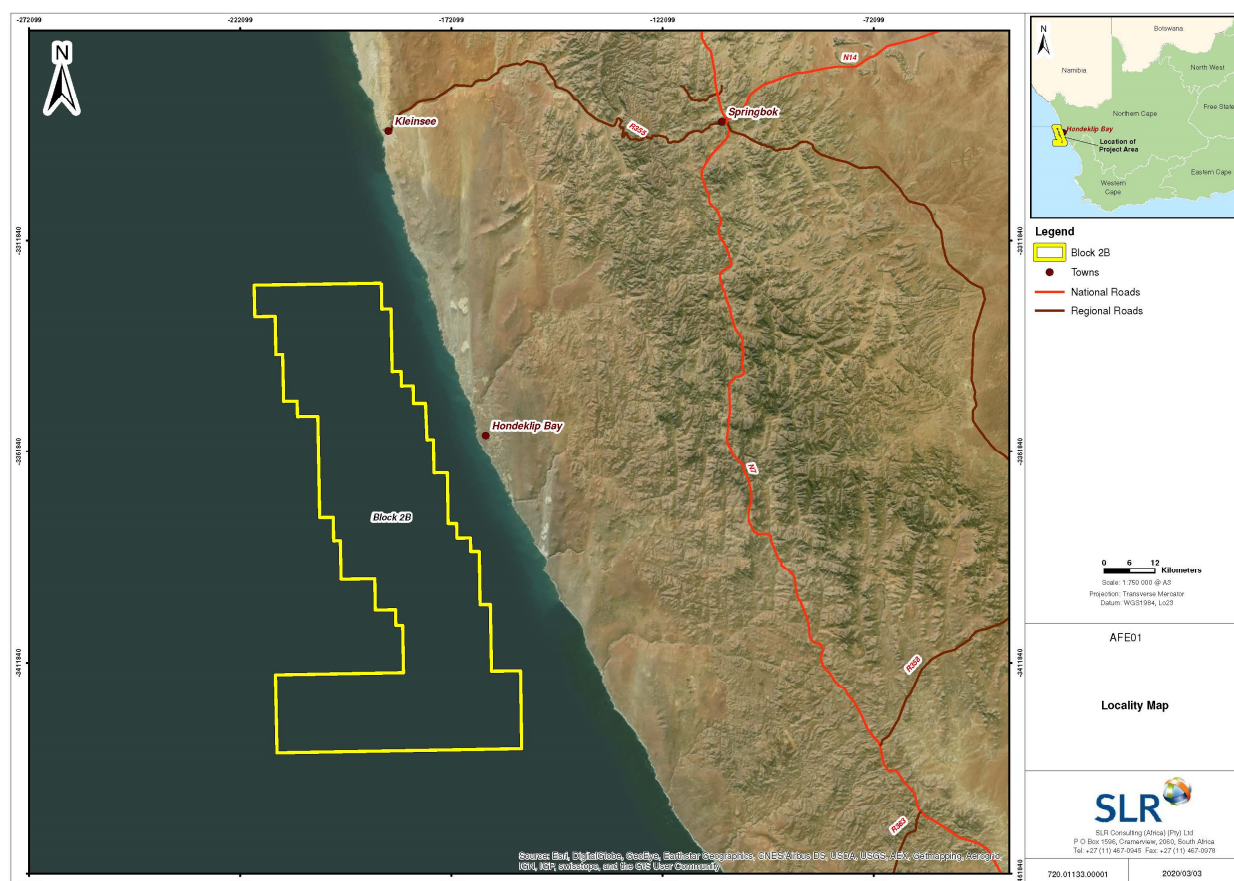 -272099
-222099
-172099
-122099
-72099
N
N14
Kleinsee
Springbok
R355
-3311840
-3311840
Hondeklip Bay
-3361840
-3361840
N7
Block 2B
-3411840
-3411840
R358
R363
-3461840
Source: Esri, DigitalGlobe, GeoEye, Earthstar Geographics, CNES/Airbus DS, USDA, USGS, AEX, Getmapping, Aerogrid,
IGN, IGP, swisstopo, and the GIS User Community
N
Botswana
Namibia
North West
Northern Cape
Free State
Hondeklip Bay
Location of
Project Area
Eastern Cape
Western
Cape
Legend
Block 2B
Towns
National Roads
Regional Roads
0 6 12
Kilometers
Scale: 1:750 000 @ A3
Projection: Transverse Mercator
Datum: WGS1984, Lo23
AFE01
Locality Map
SLR
SLR Consulting (Africa) (Pty) Ltd
P O Box 1596, Cramerview, 2060, South Africa
Tel: +27 (11) 467-0945 Fax: +27 (11) 467-0978
720.01133.00001
2020/03/03